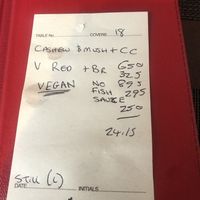 TABLE No. COVERS 18
CASHEW & MUSH + CC
V RED + BR 650
325
VEGAN NO 895
FISH 295
SAUCE 250
24.15
STILL (L)
DATE INITIALS